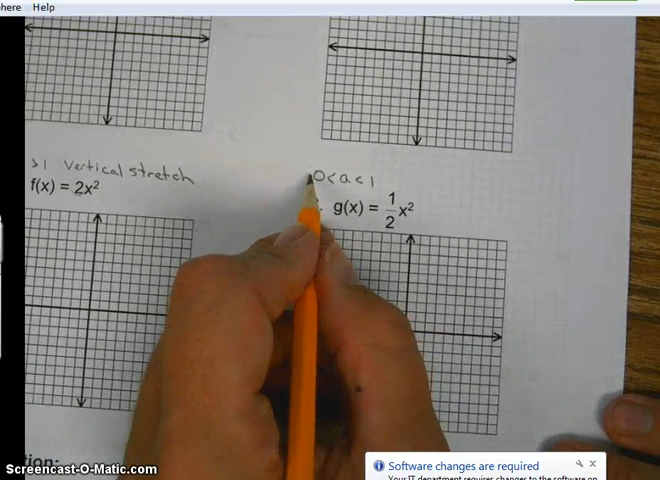 Help
>1 Vertical stretch
0<a<1
f(x) = 2x²
g(x) = 1/2 x²
Screencast-O-Matic.com
Software changes are required
Your IT department requires changes to the software on